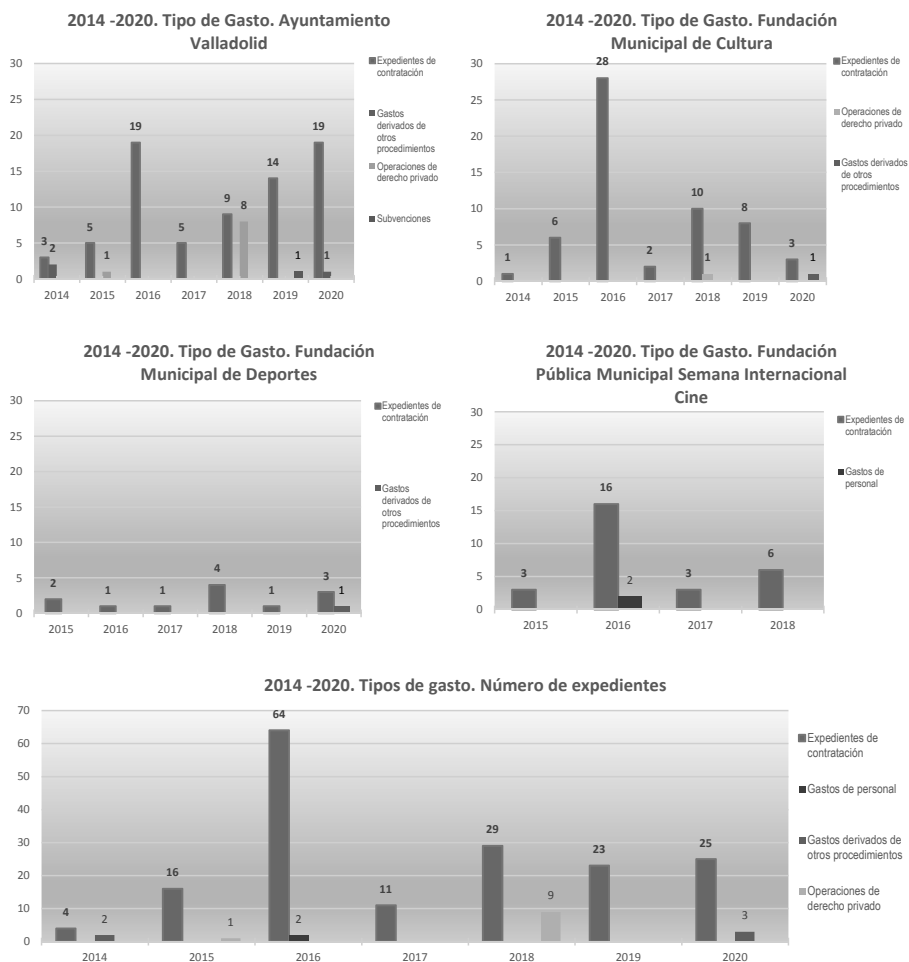 2014 -2020. Tipo de Gasto. Ayuntamiento
Valladolid
30
25
20
15
10
5
0
3
2
5
1
19
5
9
8
14
1
19
1
2014 2015 2016 2017 2018 2019 2020
Expedientes de
contratación
Gastos
derivados de
otros
procedimientos
Operaciones de
derecho privado
Subvenciones
2014 -2020. Tipo de Gasto. Fundación
Municipal de Cultura
30
25
20
15
10
5
0
1
6
28
2
10
1
8
3
1
2014 2015 2016 2017 2018 2019 2020
Expedientes de
contratación
Operaciones de
derecho privado
Gastos derivados
de otros
procedimientos
2014 -2020. Tipo de Gasto. Fundación
Municipal de Deportes
30
25
20
15
10
5
0
2
1
1
4
1
3
1
2015 2016 2017 2018 2019 2020
Expedientes de
contratación
Gastos
derivados de
otros
procedimientos
2014 -2020. Tipo de Gasto. Fundación
Pública Municipal Semana Internacional
Cine
30
25
20
15
10
5
0
3
16
2
3
6
2015 2016 2017 2018
Expedientes de
contratación
Gastos de
personal
2014 -2020. Tipos de gasto. Número de expedientes
70
60
50
40
30
20
10
0
4
2
16
1
64
2
11
29
9
23
25
3
2014 2015 2016 2017 2018 2019 2020
Expedientes de
contratación
Gastos de personal
Gastos derivados de
otros procedimientos
Operaciones de
derecho privado